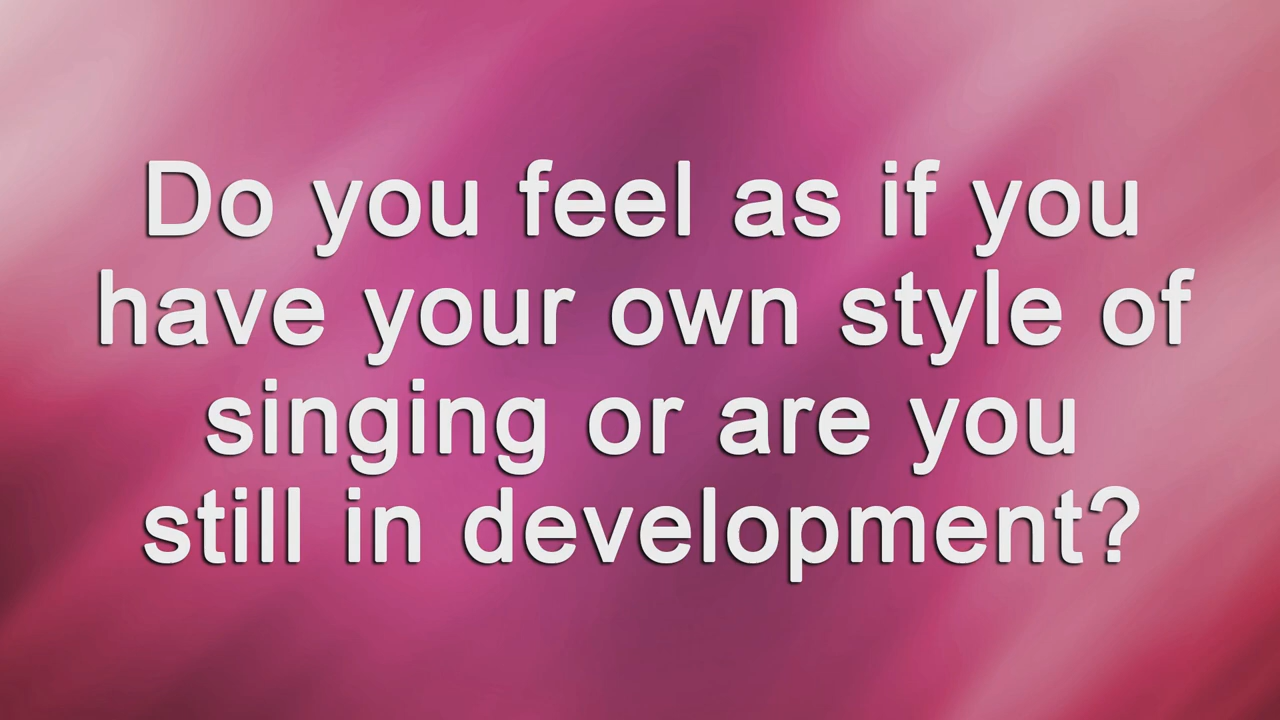 Do you feel as if you
have your own style of
singing or are you
still in development?